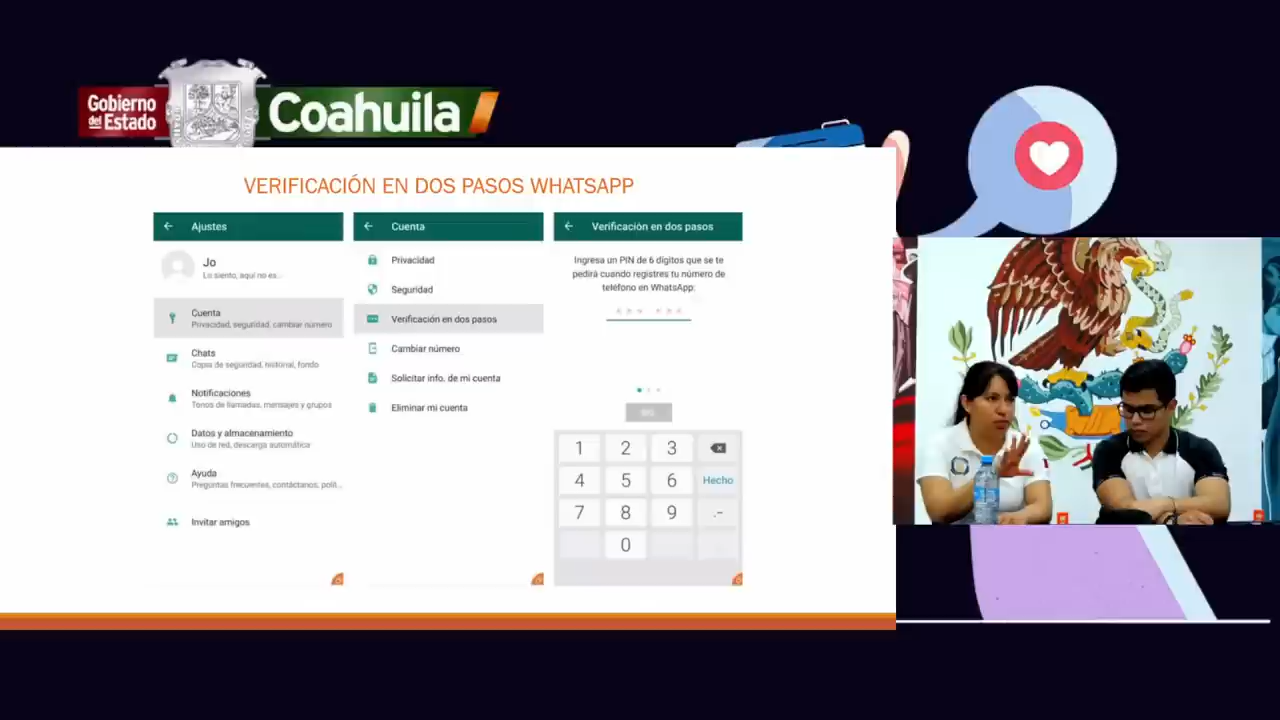 Gobierno
del Estado
Coahuila
VERIFICACIÓN EN DOS PASOS WHATSAPP
Ajustes
Jo
Lo siento, aquí no es...
Cuenta
Privacidad, seguridad, cambiar número
Chats
Copia de seguridad, historial, fondo
Notificaciones
Tonos de llamadas, mensajes y grupos
Datos y almacenamiento
Uso de red, descarga automática
Ayuda
Preguntas frecuentes, contáctanos, polít...
Invitar amigos
Cuenta
Privacidad
Seguridad
Verificación en dos pasos
Cambiar número
Solicitar info. de mi cuenta
Eliminar mi cuenta
Verificación en dos pasos
Ingresa un PIN de 6 dígitos que se te
pedirá cuando registres tu número de
teléfono en WhatsApp:
*** ***
1 2 3
4 5 6 Hecho
7 8 9 .-
0